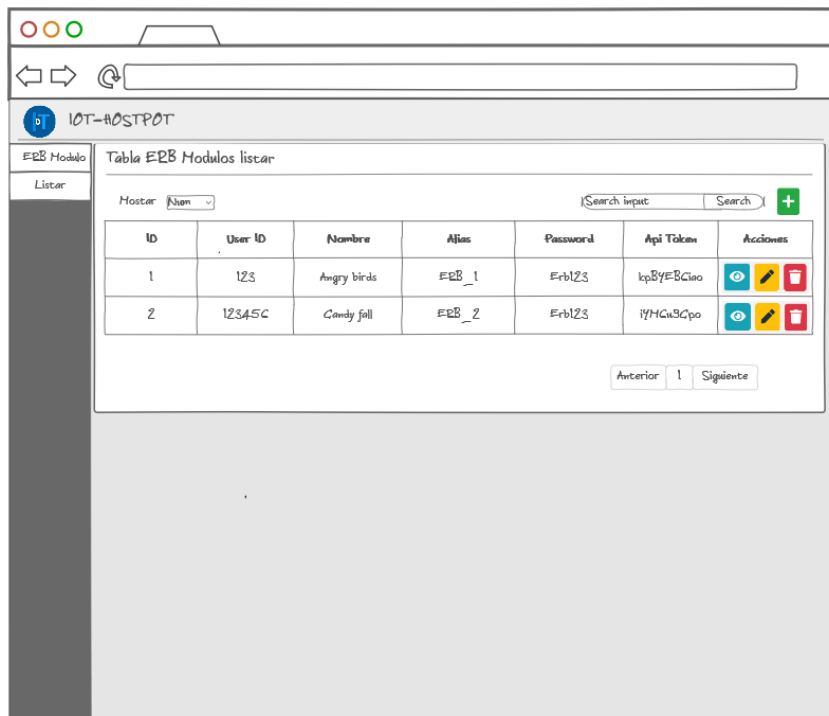 IOT-HOSTPOT
ERB Modulo
Listar
Tabla ERB Modulos listar
Mostar Num Search input Search +
ID User ID Nombre Alias Password Api Token Acciones
1 123 Angry birds ERB_1 Erb123
2 123456 Candy fall ERB_2 Erb123
Anterior 1 Siguiente